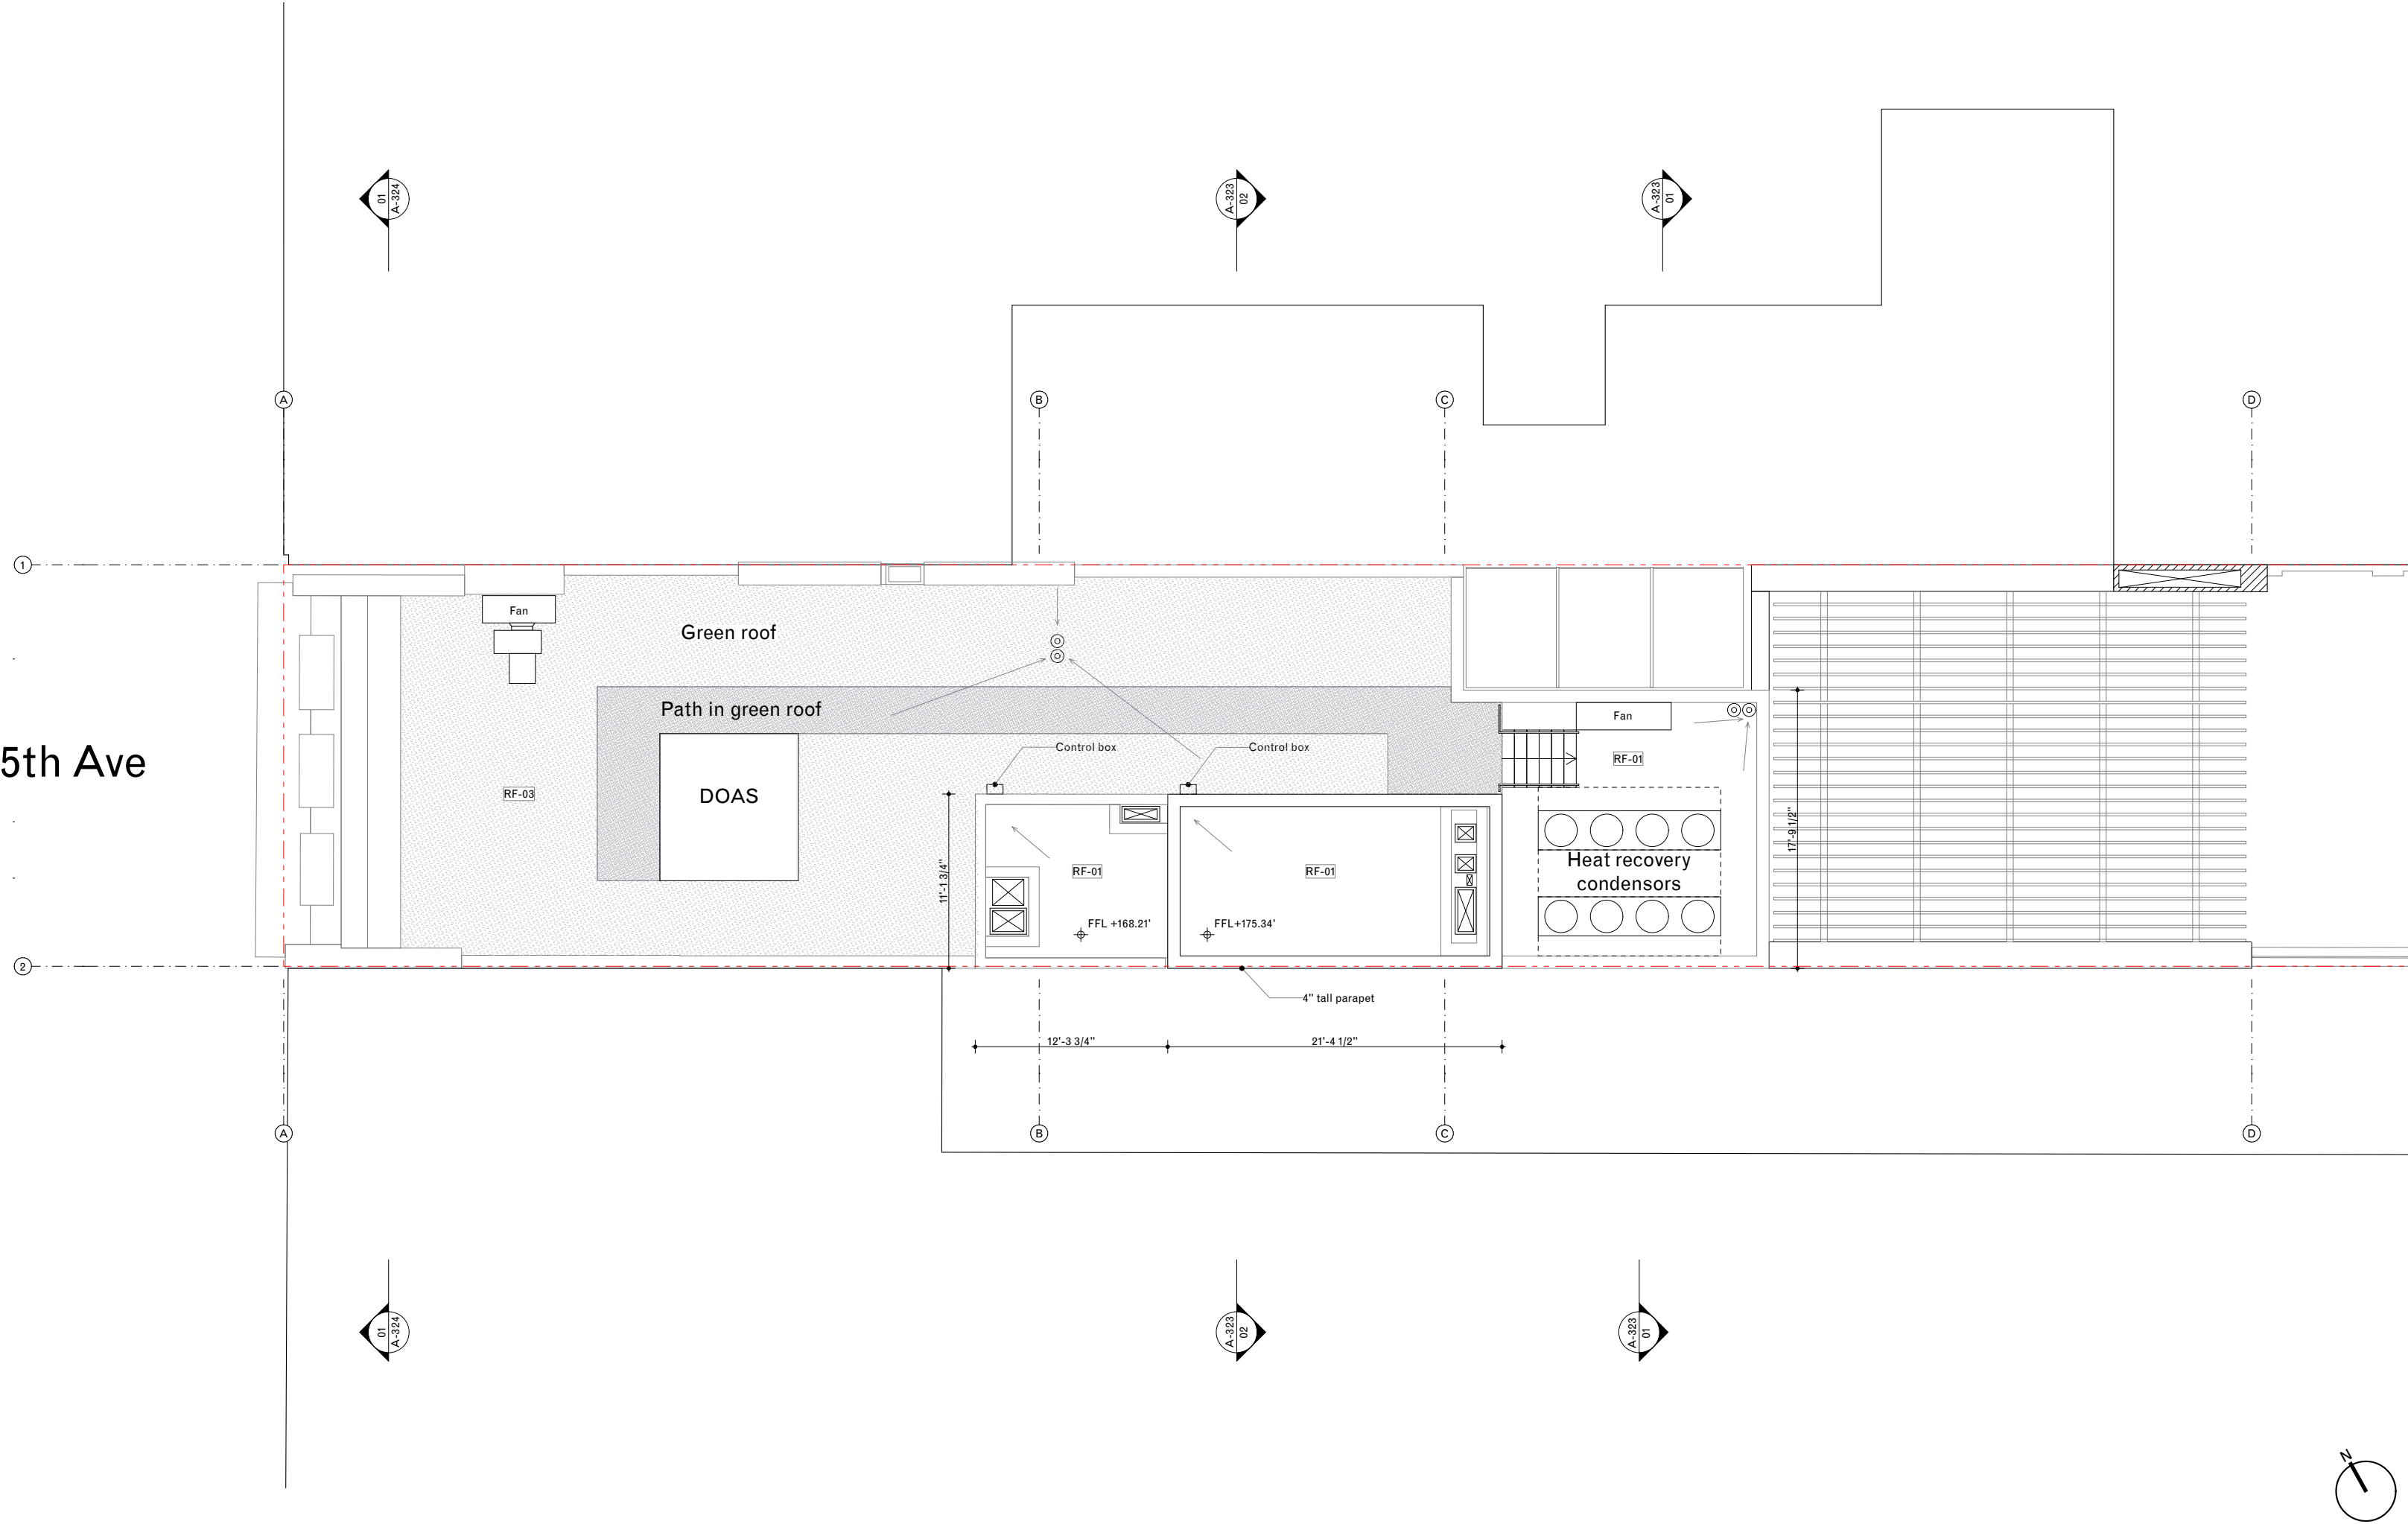 01
A-324
A-323
02
A-323
01
A
B
C
D
1
Fan
Green roof
Path in green roof
Fan
5th Ave
Control box
Control box
RF-01
RF-03
DOAS
17'-9 1/2"
11'-1 3/4"
RF-01
RF-01
Heat recovery
condensors
FFL +168.21'
FFL+175.34'
2
4" tall parapet
12'-3 3/4"
21'-4 1/2"
A
B
C
D
01
A-324
A-323
02
A-323
01
N